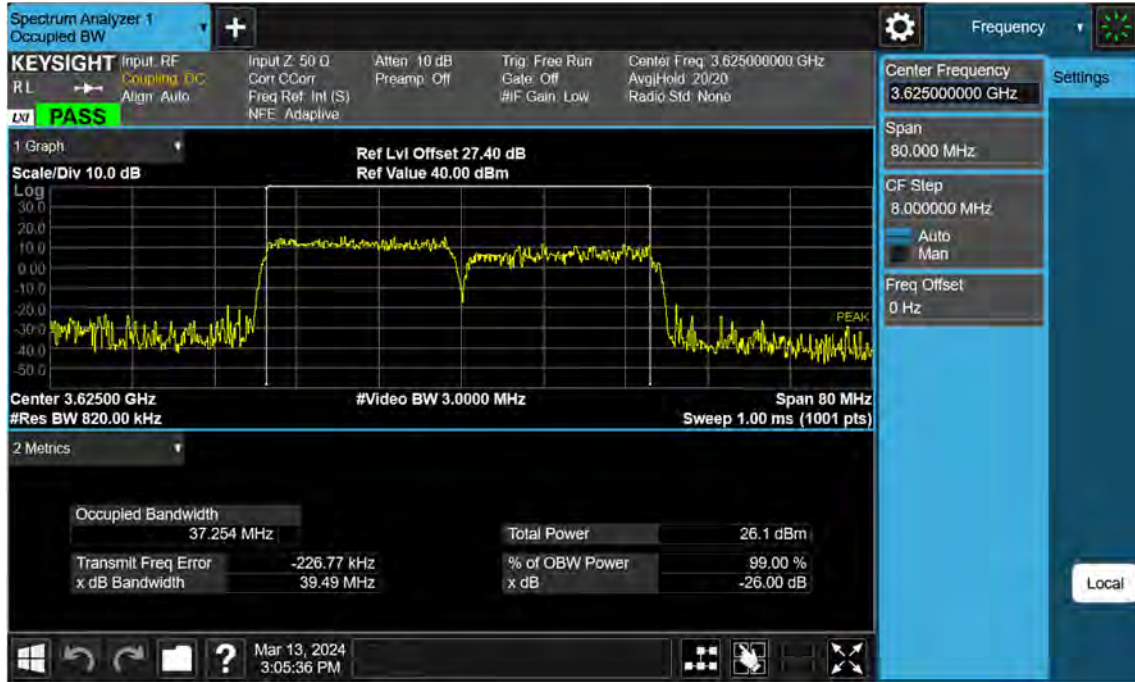 Spectrum Analyzer 1
Occupied BW
+
Frequency
KEYSIGHT
RL
LXI
PASS
Input: RF
Coupling: DC
Align: Auto
Input Z: 50 Ω
Corr CCorr
Freq Ref: Int (S)
NFE: Adaptive
Atten: 10 dB
Preamp: Off
Trig: Free Run
Gate: Off
#IF Gain: Low
Center Freq: 3.625000000 GHz
Avg|Hold: 20/20
Radio Std: None
Center Frequency
3.625000000 GHz
Settings
Span
80.000 MHz
CF Step
8.000000 MHz
Auto
Man
Freq Offset
0 Hz
1 Graph
Scale/Div 10.0 dB
Ref Lvl Offset 27.40 dB
Ref Value 40.00 dBm
Log
30.0
20.0
10.0
0.00
-10.0
-20.0
-30.0
-40.0
-50.0
PEAK
Center 3.62500 GHz
#Video BW 3.0000 MHz
Span 80 MHz
#Res BW 820.00 kHz
Sweep 1.00 ms (1001 pts)
2 Metrics
Occupied Bandwidth
37.254 MHz
Total Power 26.1 dBm
Transmit Freq Error -226.77 kHz
% of OBW Power 99.00 %
x dB Bandwidth 39.49 MHz
x dB -26.00 dB
Local
?
Mar 13, 2024
3:05:36 PM